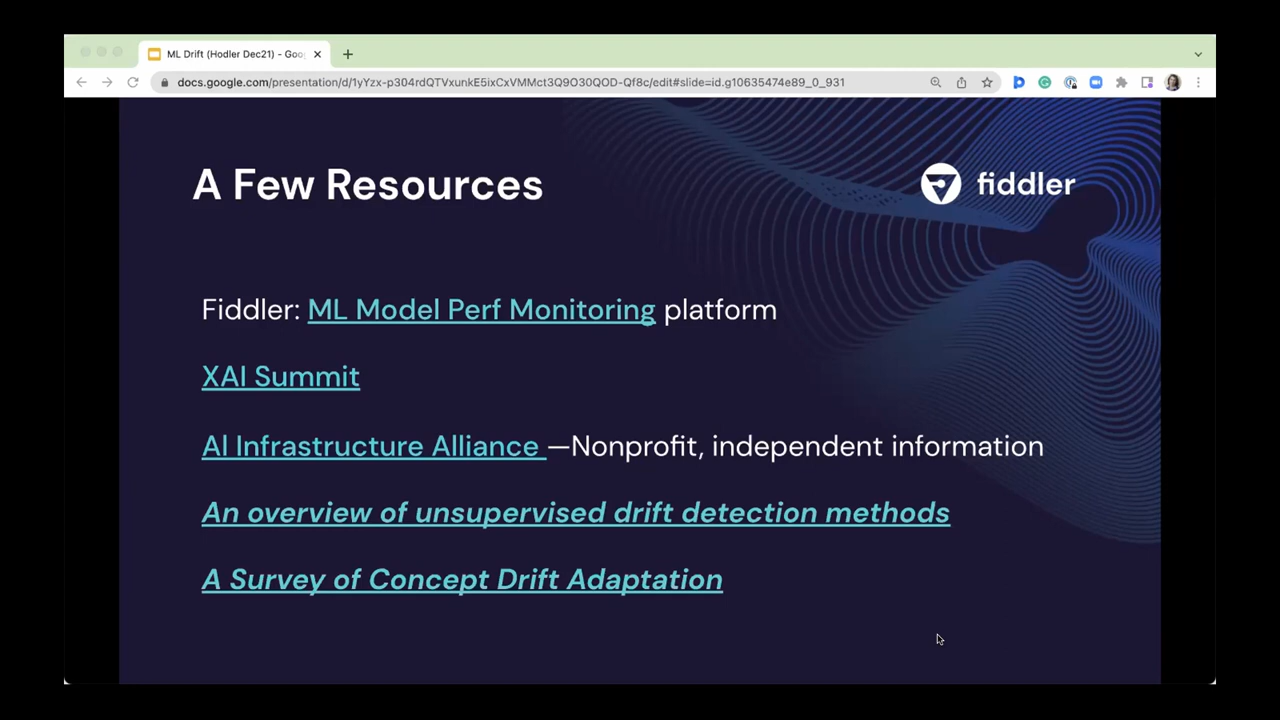 ML Drift (Hodler Dec21) - Goo
docs.google.com/presentation/d/1yYzx-p304rdQTVxunkE5ixCxVMMct3Q9O30QOD-Qf8c/edit#slide=id.g10635474e89_0_931
A Few Resources
fiddler
Fiddler: ML Model Perf Monitoring platform
XAI Summit
AI Infrastructure Alliance —Nonprofit, independent information
An overview of unsupervised drift detection methods
A Survey of Concept Drift Adaptation